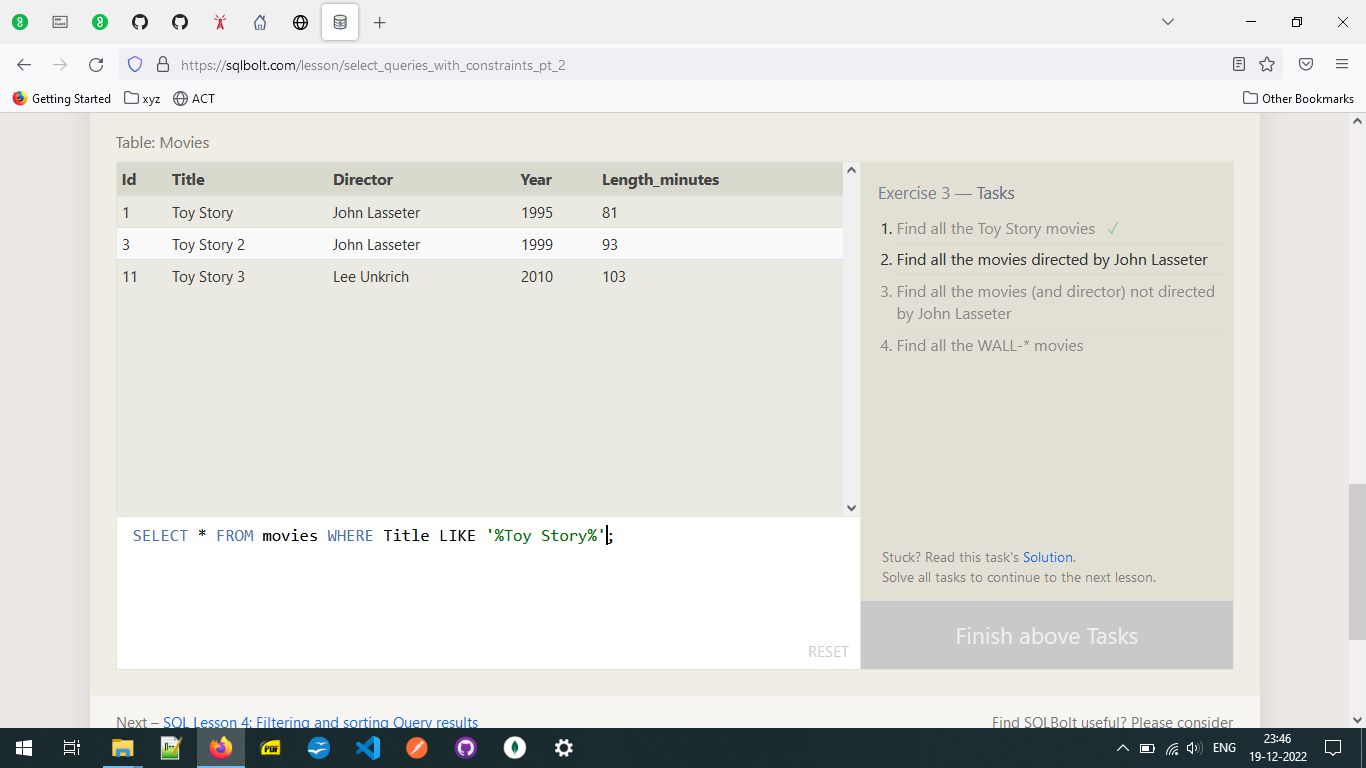 https://sqlbolt.com/lesson/select_queries_with_constraints_pt_2
Getting Started xyz ACT Other Bookmarks
Table: Movies
Id Title Director Year Length_minutes
1 Toy Story John Lasseter 1995 81
3 Toy Story 2 John Lasseter 1999 93
11 Toy Story 3 Lee Unkrich 2010 103
Exercise 3 — Tasks
1. Find all the Toy Story movies ✓
2. Find all the movies directed by John Lasseter
3. Find all the movies (and director) not directed
by John Lasseter
4. Find all the WALL-* movies
Stuck? Read this task's Solution.
Solve all tasks to continue to the next lesson.
Finish above Tasks
SELECT * FROM movies WHERE Title LIKE '%Toy Story%';
RESET
Next – SQL Lesson 4: Filtering and sorting Query results
Find SQLBolt useful? Please consider
PDF
ENG
23:46
19-12-2022